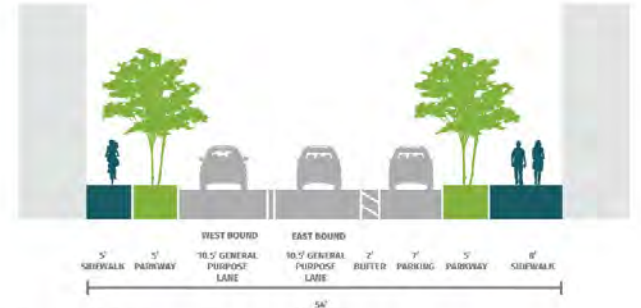 WEST BOUND
EAST BOUND
5'
SIDEWALK
5'
PARKWAY
10.5' GENERAL
PURPOSE
LANE
10.5' GENERAL
PURPOSE
LANE
2'
BUFFER
7'
PARKING
5'
PARKWAY
8'
SIDEWALK
54'